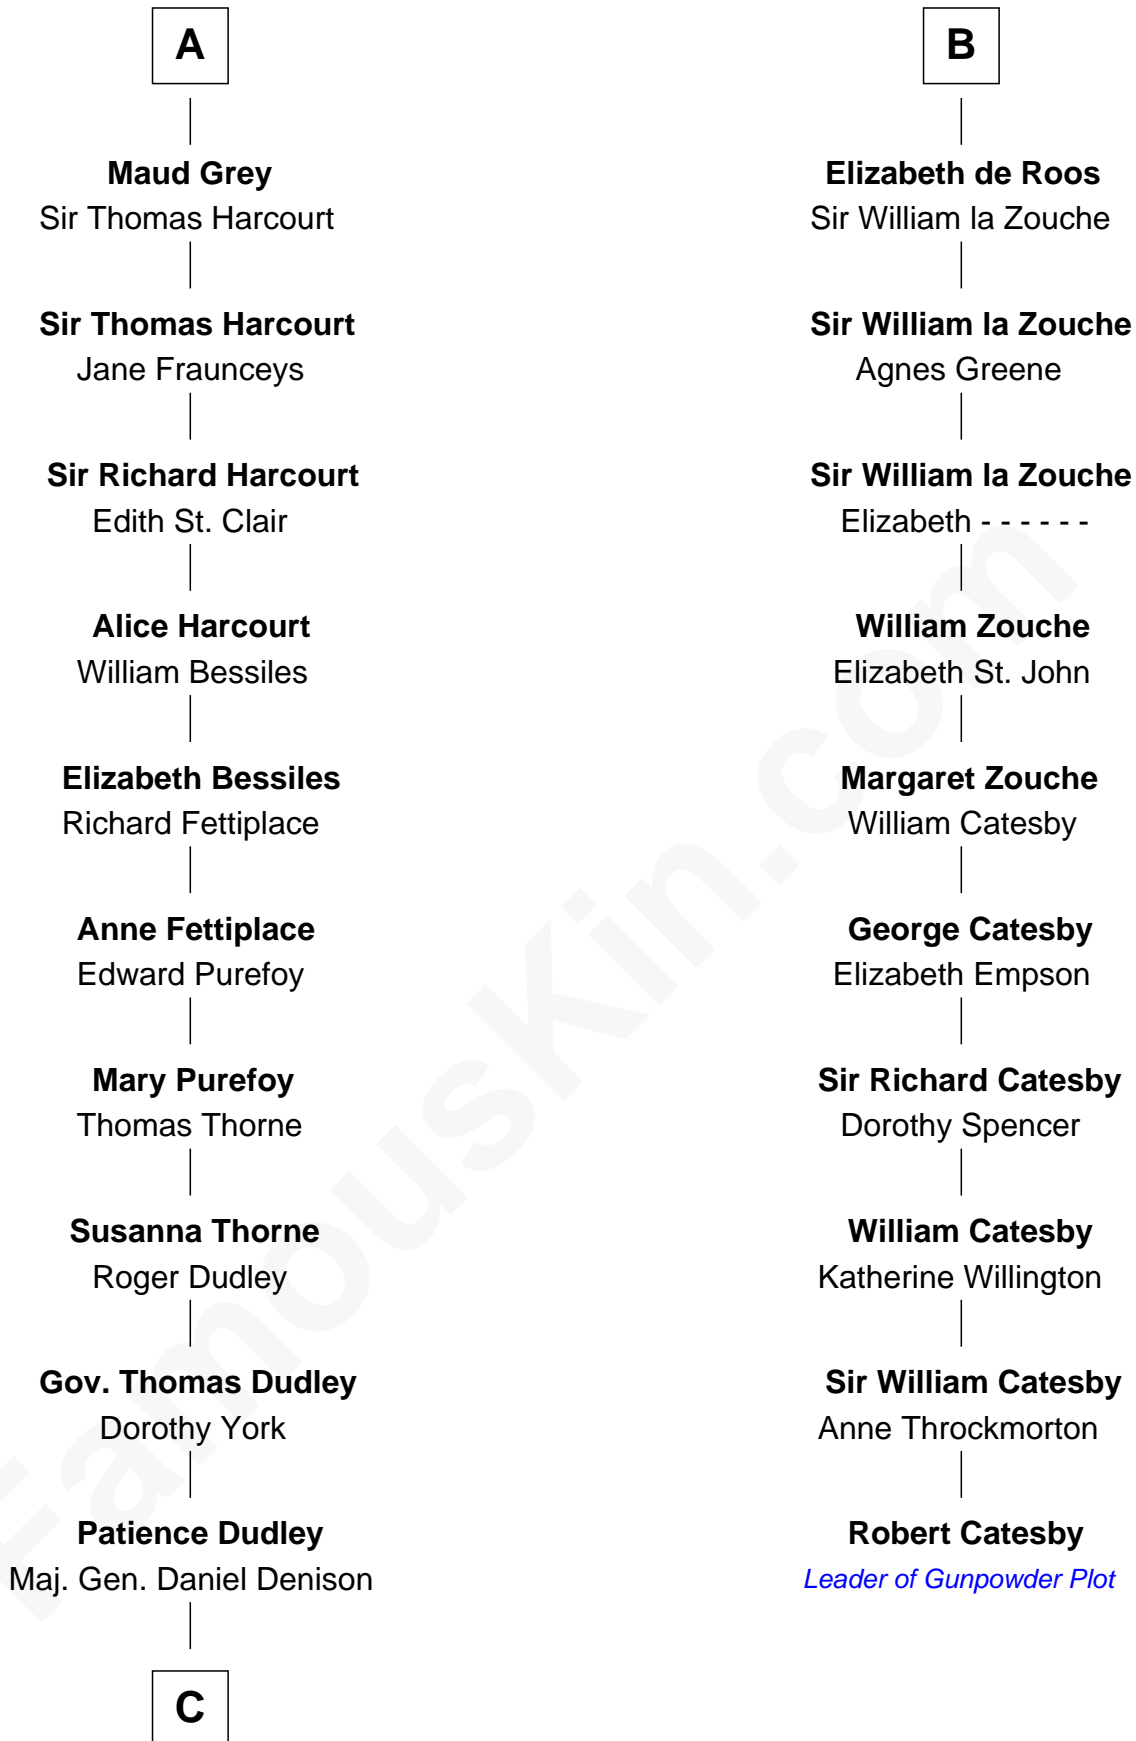 A
Maud Grey
Sir Thomas Harcourt
Sir Thomas Harcourt
Jane Fraunceys
Sir Richard Harcourt
Edith St. Clair
Alice Harcourt
William Bessiles
Elizabeth Bessiles
Richard Fettiplace
Anne Fettiplace
Edward Purefoy
Mary Purefoy
Thomas Thorne
Susanna Thorne
Roger Dudley
Gov. Thomas Dudley
Dorothy York
Patience Dudley
Maj. Gen. Daniel Denison
C
B
Elizabeth de Roos
Sir William la Zouche
Sir William la Zouche
Agnes Greene
Sir William la Zouche
Elizabeth - - - - - -
William Zouche
Elizabeth St. John
Margaret Zouche
William Catesby
George Catesby
Elizabeth Empson
Sir Richard Catesby
Dorothy Spencer
William Catesby
Katherine Willington
Sir William Catesby
Anne Throckmorton
Robert Catesby
Leader of Gunpowder Plot
FamousKin.com